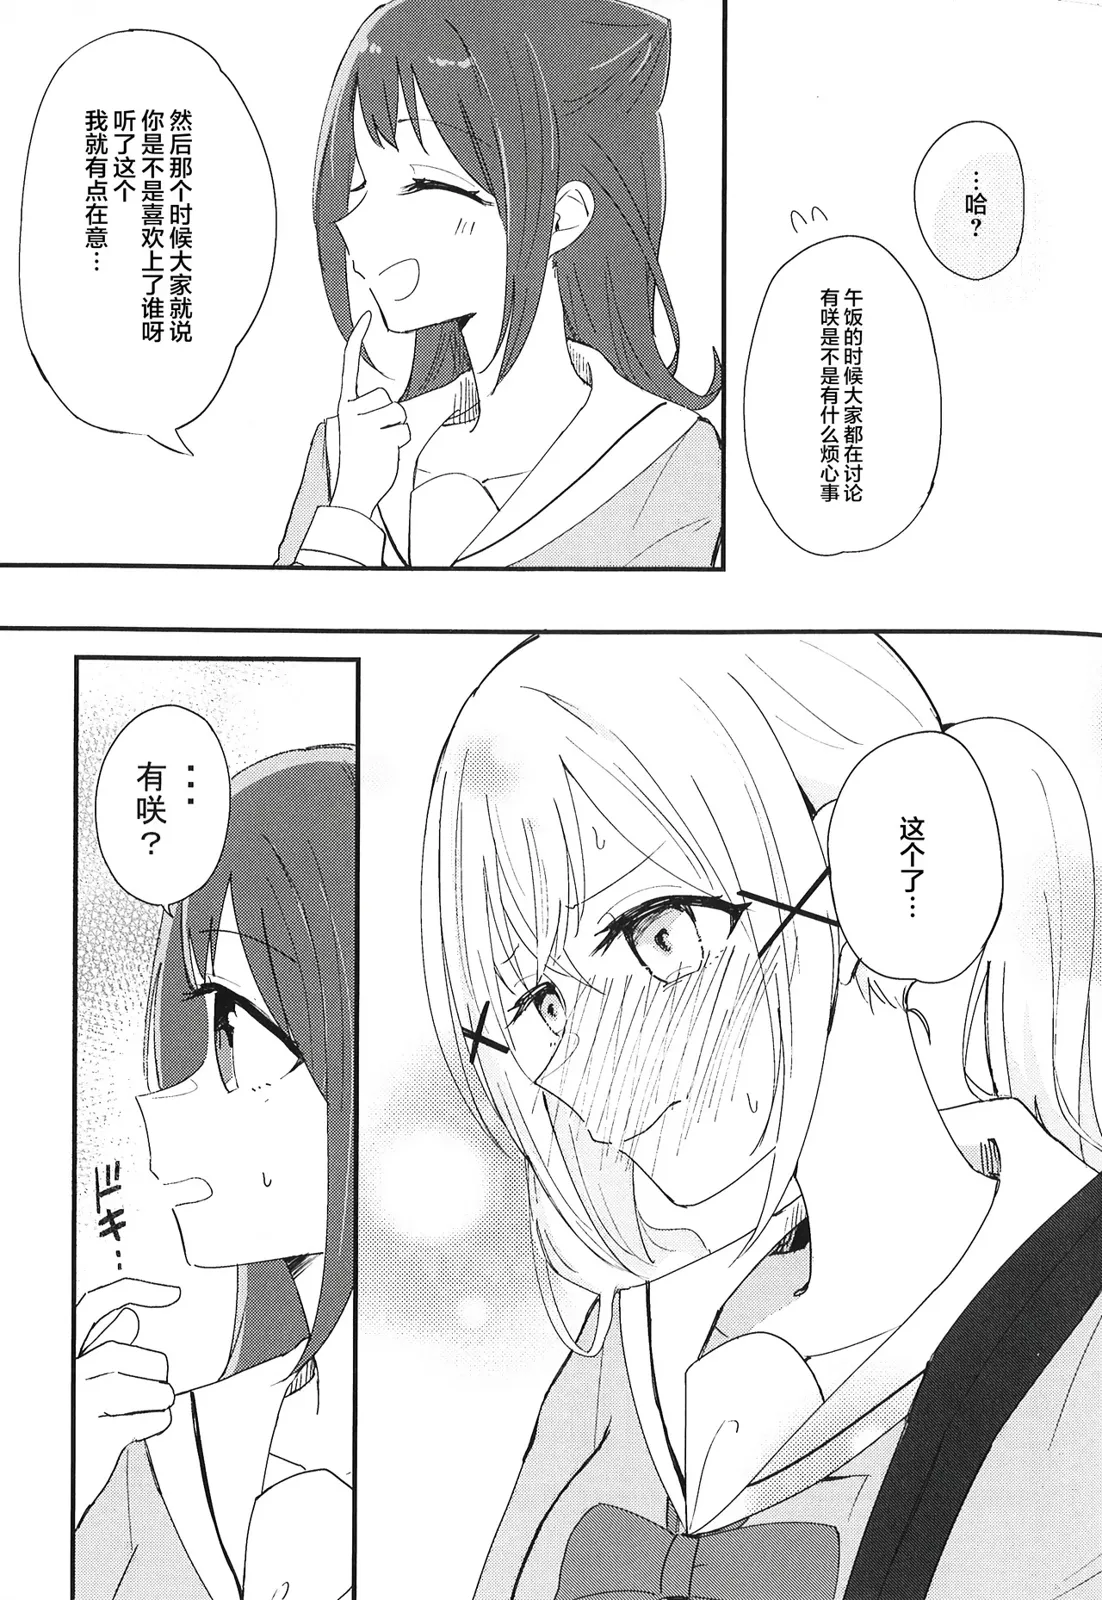 …哈?
午饭的时候大家都在讨论
有咲是不是有什么烦心事
然后那个时候大家就说
你是不是喜欢上了谁呀
听了这个
我就有点在意…
这个了…
…
有咲?
ドキ…